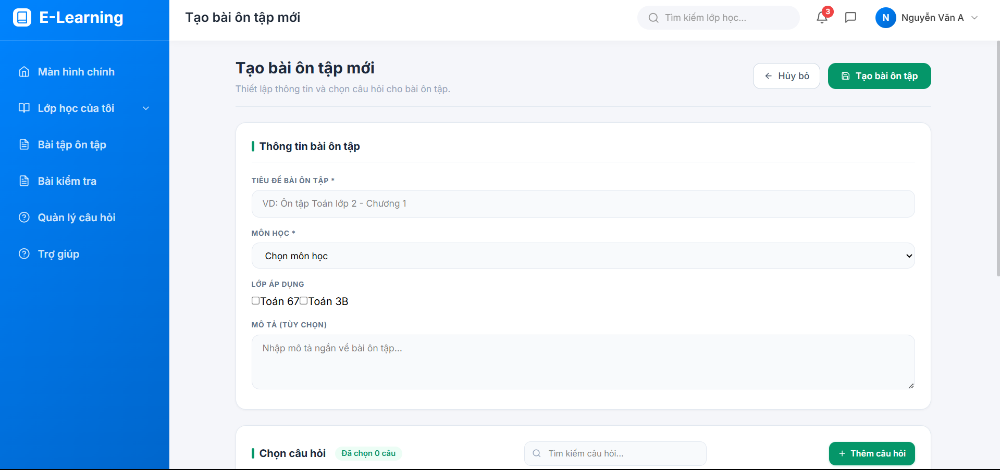 E-Learning
Tạo bài ôn tập mới
Tìm kiếm lớp học...
3
N
Nguyễn Văn A
Màn hình chính
Lớp học của tôi
Bài tập ôn tập
Bài kiểm tra
Quản lý câu hỏi
Trợ giúp
Tạo bài ôn tập mới
Thiết lập thông tin và chọn câu hỏi cho bài ôn tập.
Hủy bỏ
Tạo bài ôn tập
Thông tin bài ôn tập
TIÊU ĐỀ BÀI ÔN TẬP *
VD: Ôn tập Toán lớp 2 - Chương 1
MÔN HỌC *
Chọn môn học
LỚP ÁP DỤNG
Toán 67 Toán 3B
MÔ TẢ (TÙY CHỌN)
Nhập mô tả ngắn về bài ôn tập...
Chọn câu hỏi
Đã chọn 0 câu
Tìm kiếm câu hỏi...
+ Thêm câu hỏi